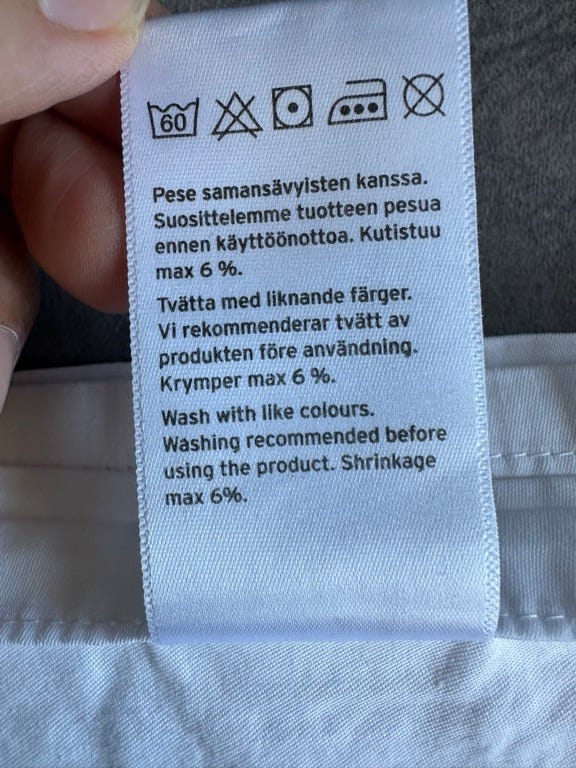 60
Pese samansävyisten kanssa.
Suosittelemme tuotteen pesua
ennen käyttöönottoa. Kutistuu
max 6 %.
Tvätta med liknande färger.
Vi rekommenderar tvätt av
produkten före användning.
Krymper max 6 %.
Wash with like colours.
Washing recommended before
using the product. Shrinkage
max 6%.